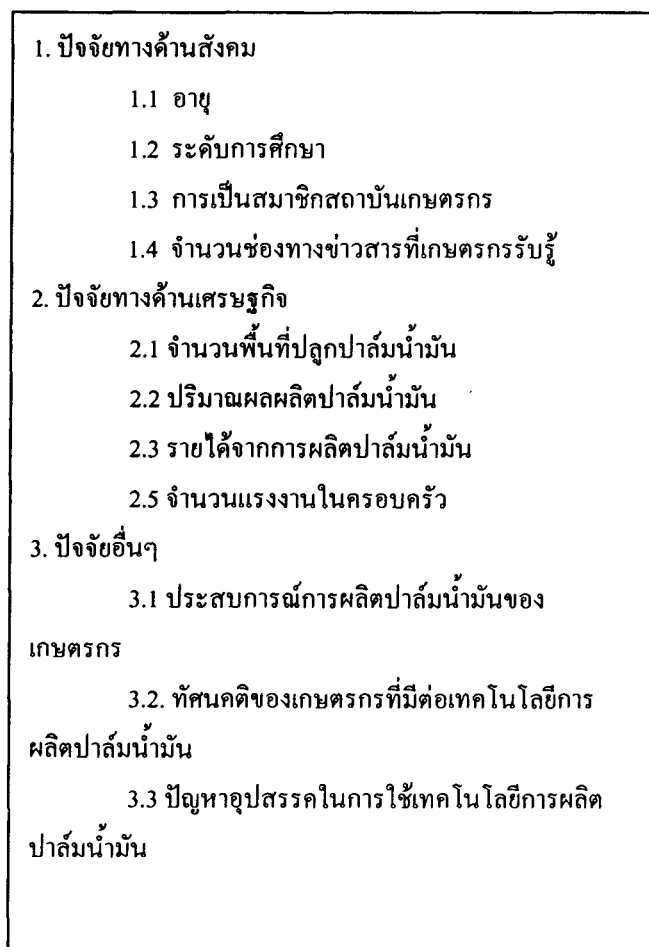 1. ปัจจัยทางด้านสังคม
1.1 อายุ
1.2 ระดับการศึกษา
1.3 การเป็นสมาชิกสถาบันเกษตรกร
1.4 จำนวนช่องทางข่าวสารที่เกษตรกรรับรู้
2. ปัจจัยทางด้านเศรษฐกิจ
2.1 จำนวนพื้นที่ปลูกปาล์มน้ำมัน
2.2 ปริมาณผลผลิตปาล์มน้ำมัน
2.3 รายได้จากการผลิตปาล์มน้ำมัน
2.5 จำนวนแรงงานในครอบครัว
3. ปัจจัยอื่นๆ
3.1 ประสบการณ์การผลิตปาล์มน้ำมันของ
เกษตรกร
3.2. ทัศนคติของเกษตรกรที่มีต่อเทคโนโลยีการ
ผลิตปาล์มน้ำมัน
3.3 ปัญหาอุปสรรคในการใช้เทคโนโลยีการผลิต
ปาล์มน้ำมัน